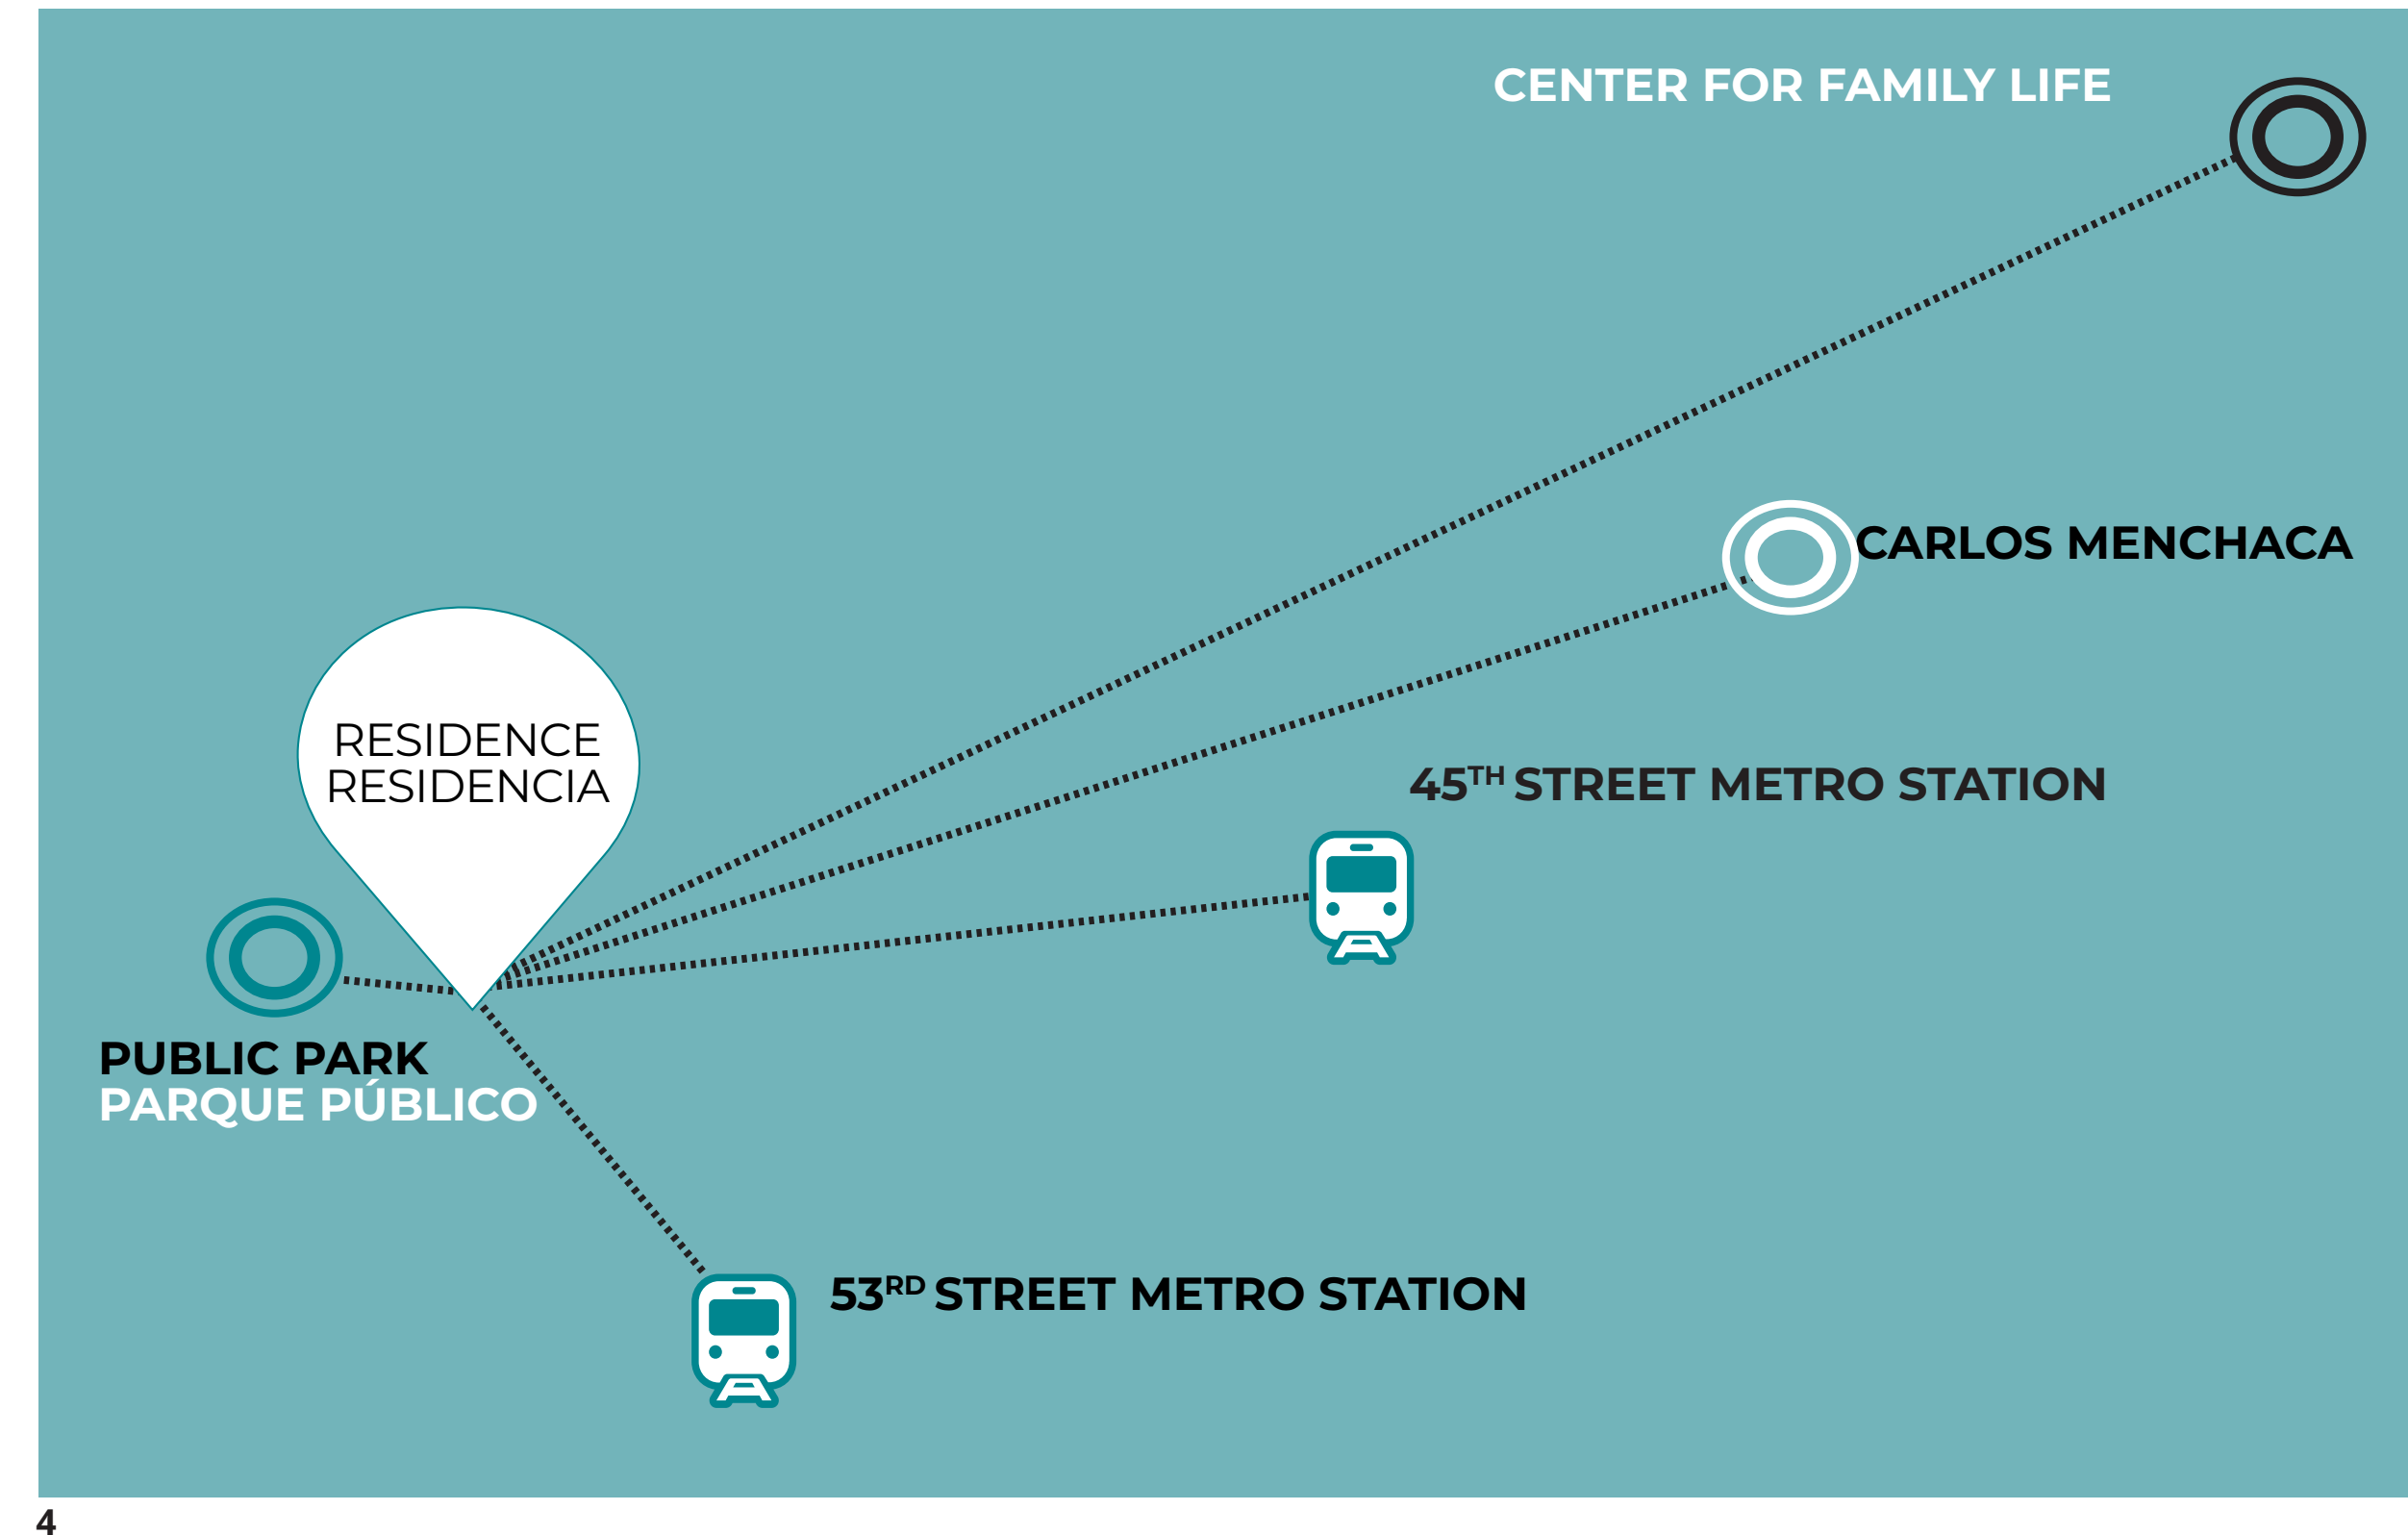 CENTER FOR FAMILY LIFE
CARLOS MENCHACA
RESIDENCE
RESIDENCIA
45TH STREET METRO STATION
PUBLIC PARK
PARQUE PÚBLICO
53RD STREET METRO STATION
4